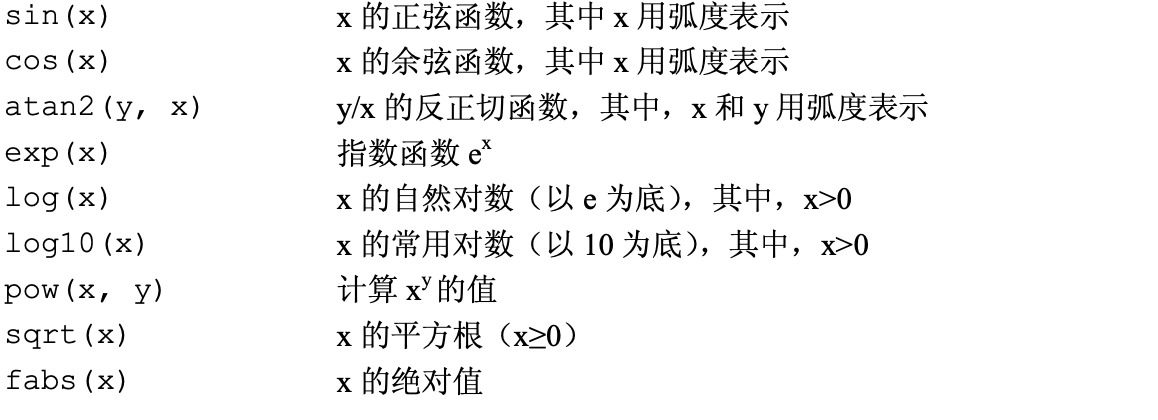 sin(x) x 的正弦函数，其中 x 用弧度表示
cos(x) x 的余弦函数，其中 x 用弧度表示
atan2(y, x) y/x 的反正切函数，其中，x 和 y 用弧度表示
exp(x) 指数函数 eˣ
log(x) x 的自然对数（以 e 为底），其中，x>0
log10(x) x 的常用对数（以 10 为底），其中，x>0
pow(x, y) 计算 xʸ 的值
sqrt(x) x 的平方根（x≥0）
fabs(x) x 的绝对值